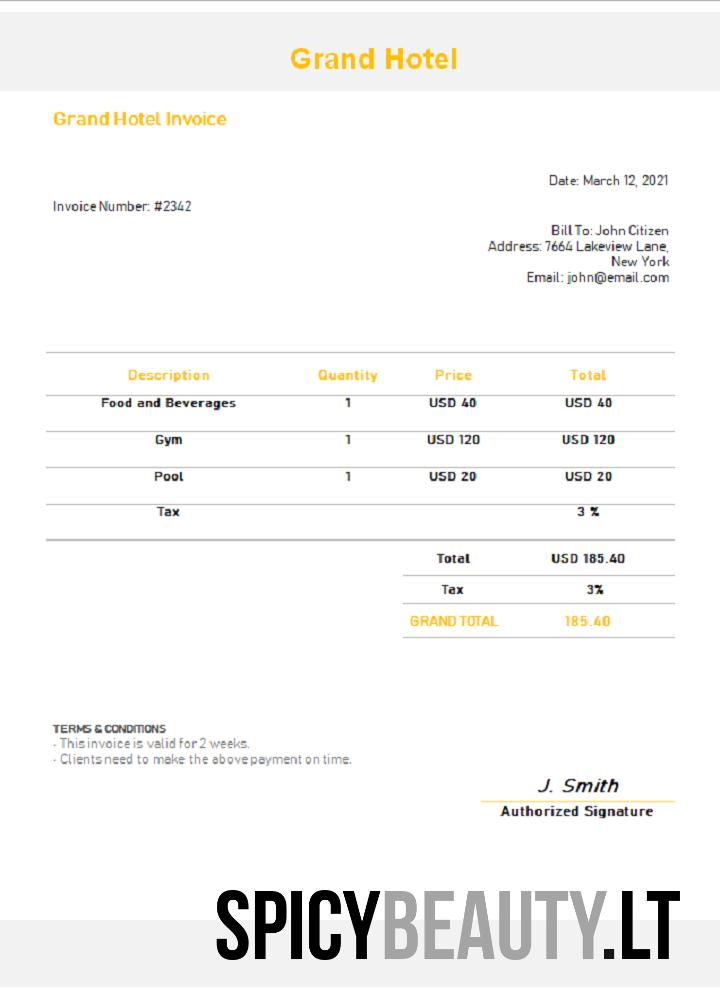 Grand Hotel
Grand Hotel Invoice
Date: March 12, 2021
Invoice Number: #2342
Bill To: John Citizen
Address: 7664 Lakeview Lane,
New York
Email: john@email.com
Description Quantity Price Total
Food and Beverages 1 USD 40 USD 40
Gym 1 USD 120 USD 120
Pool 1 USD 20 USD 20
Tax 3 %
Total USD 185.40
Tax 3%
GRAND TOTAL 185.40
TERMS & CONDITIONS
- This invoice is valid for 2 weeks.
- Clients need to make the above payment on time.
J. Smith
Authorized Signature
SPICYBEAUTY.LT